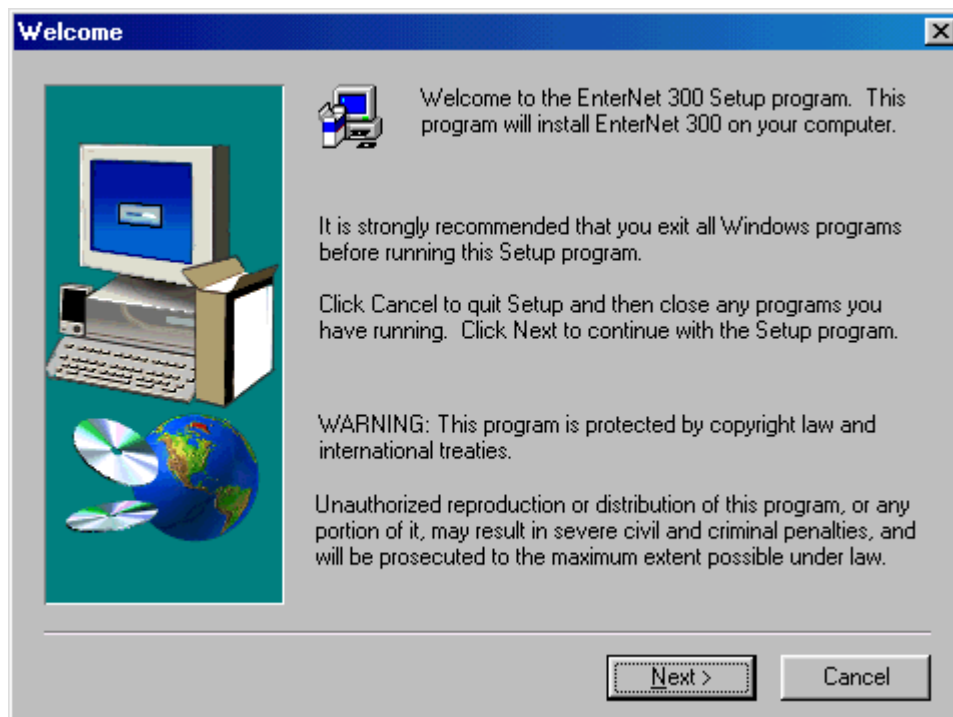 Welcome
Welcome to the EnterNet 300 Setup program.  This
program will install EnterNet 300 on your computer.
It is strongly recommended that you exit all Windows programs
before running this Setup program.
Click Cancel to quit Setup and then close any programs you
have running.  Click Next to continue with the Setup program.
WARNING: This program is protected by copyright law and
international treaties.
Unauthorized reproduction or distribution of this program, or any
portion of it, may result in severe civil and criminal penalties, and
will be prosecuted to the maximum extent possible under law.
Next >
Cancel